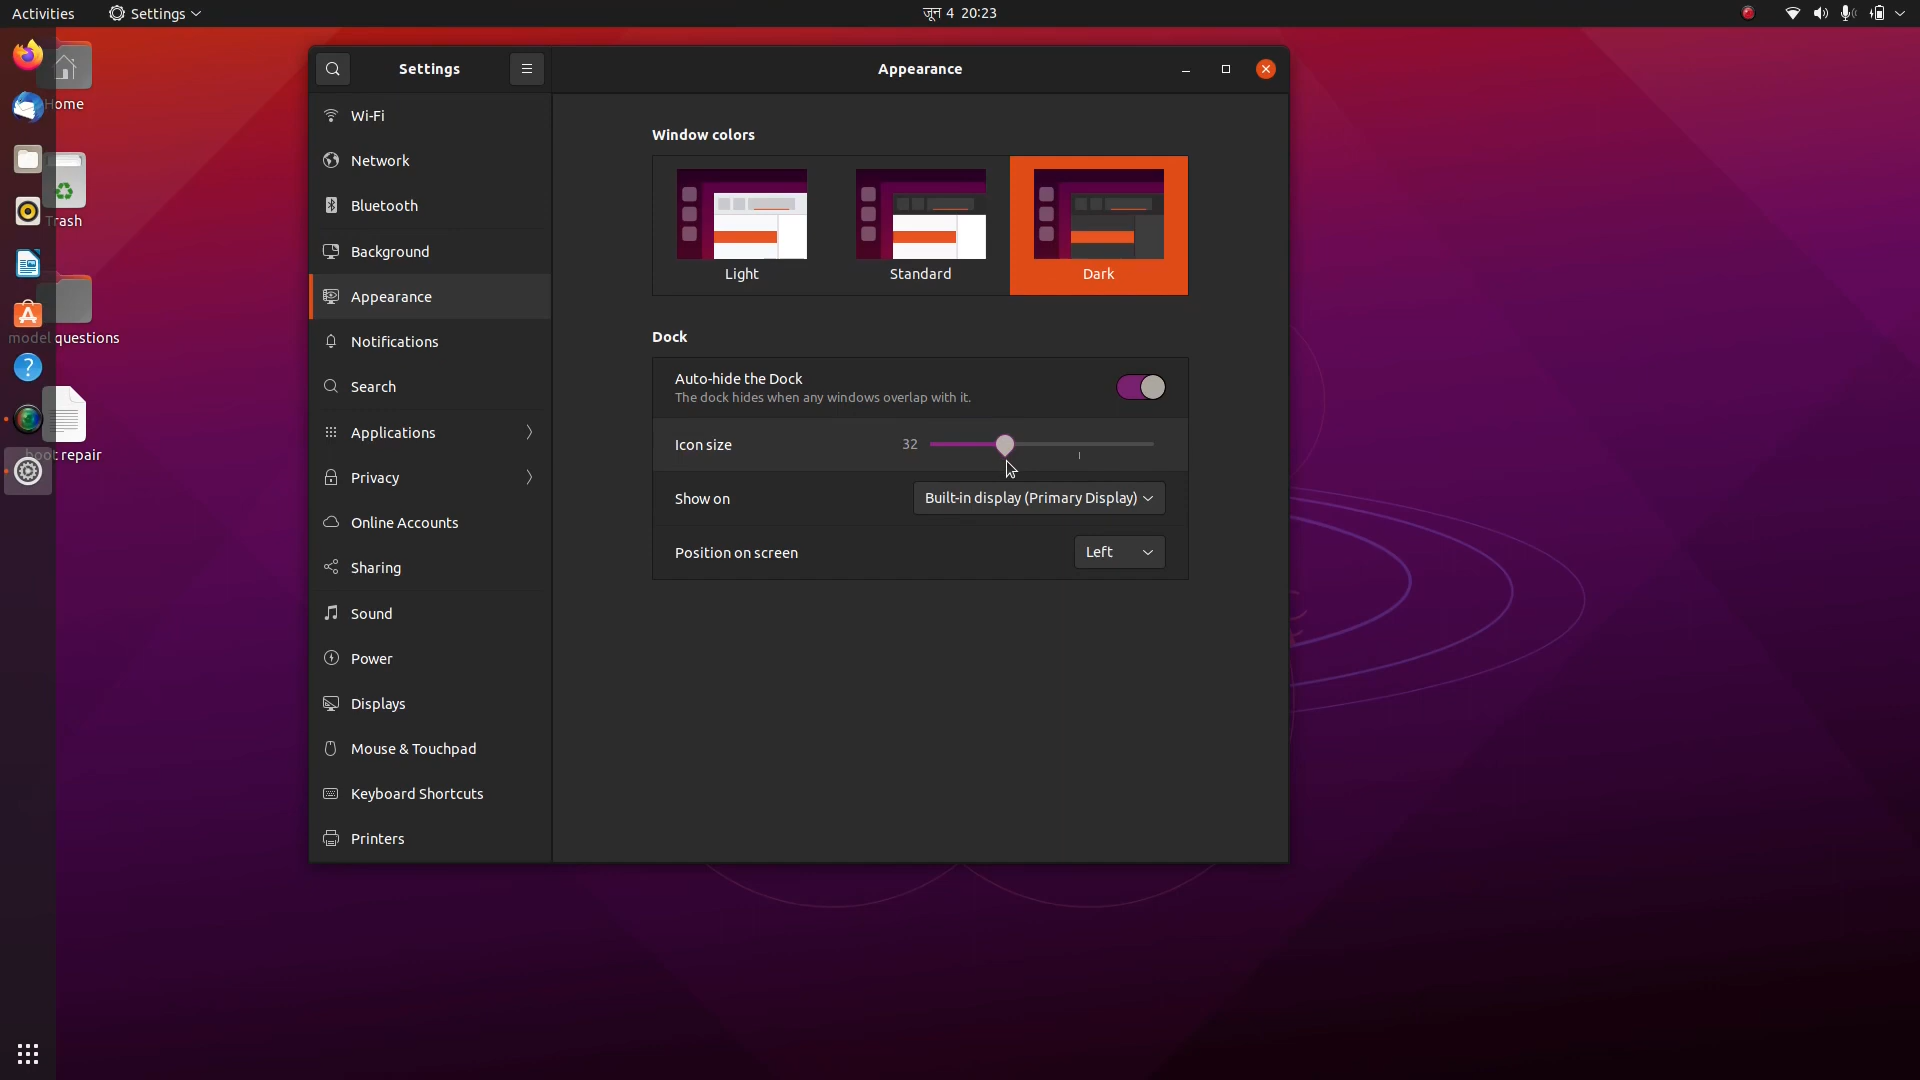 Activities
Settings
जून 4 20:23
Home
Trash
model questions
boot repair
Settings
Appearance
Wi-Fi
Network
Bluetooth
Background
Appearance
Notifications
Search
Applications
Privacy
Online Accounts
Sharing
Sound
Power
Displays
Mouse & Touchpad
Keyboard Shortcuts
Printers
Window colors
Light
Standard
Dark
Dock
Auto-hide the Dock
The dock hides when any windows overlap with it.
Icon size
32
Show on
Built-in display (Primary Display)
Position on screen
Left